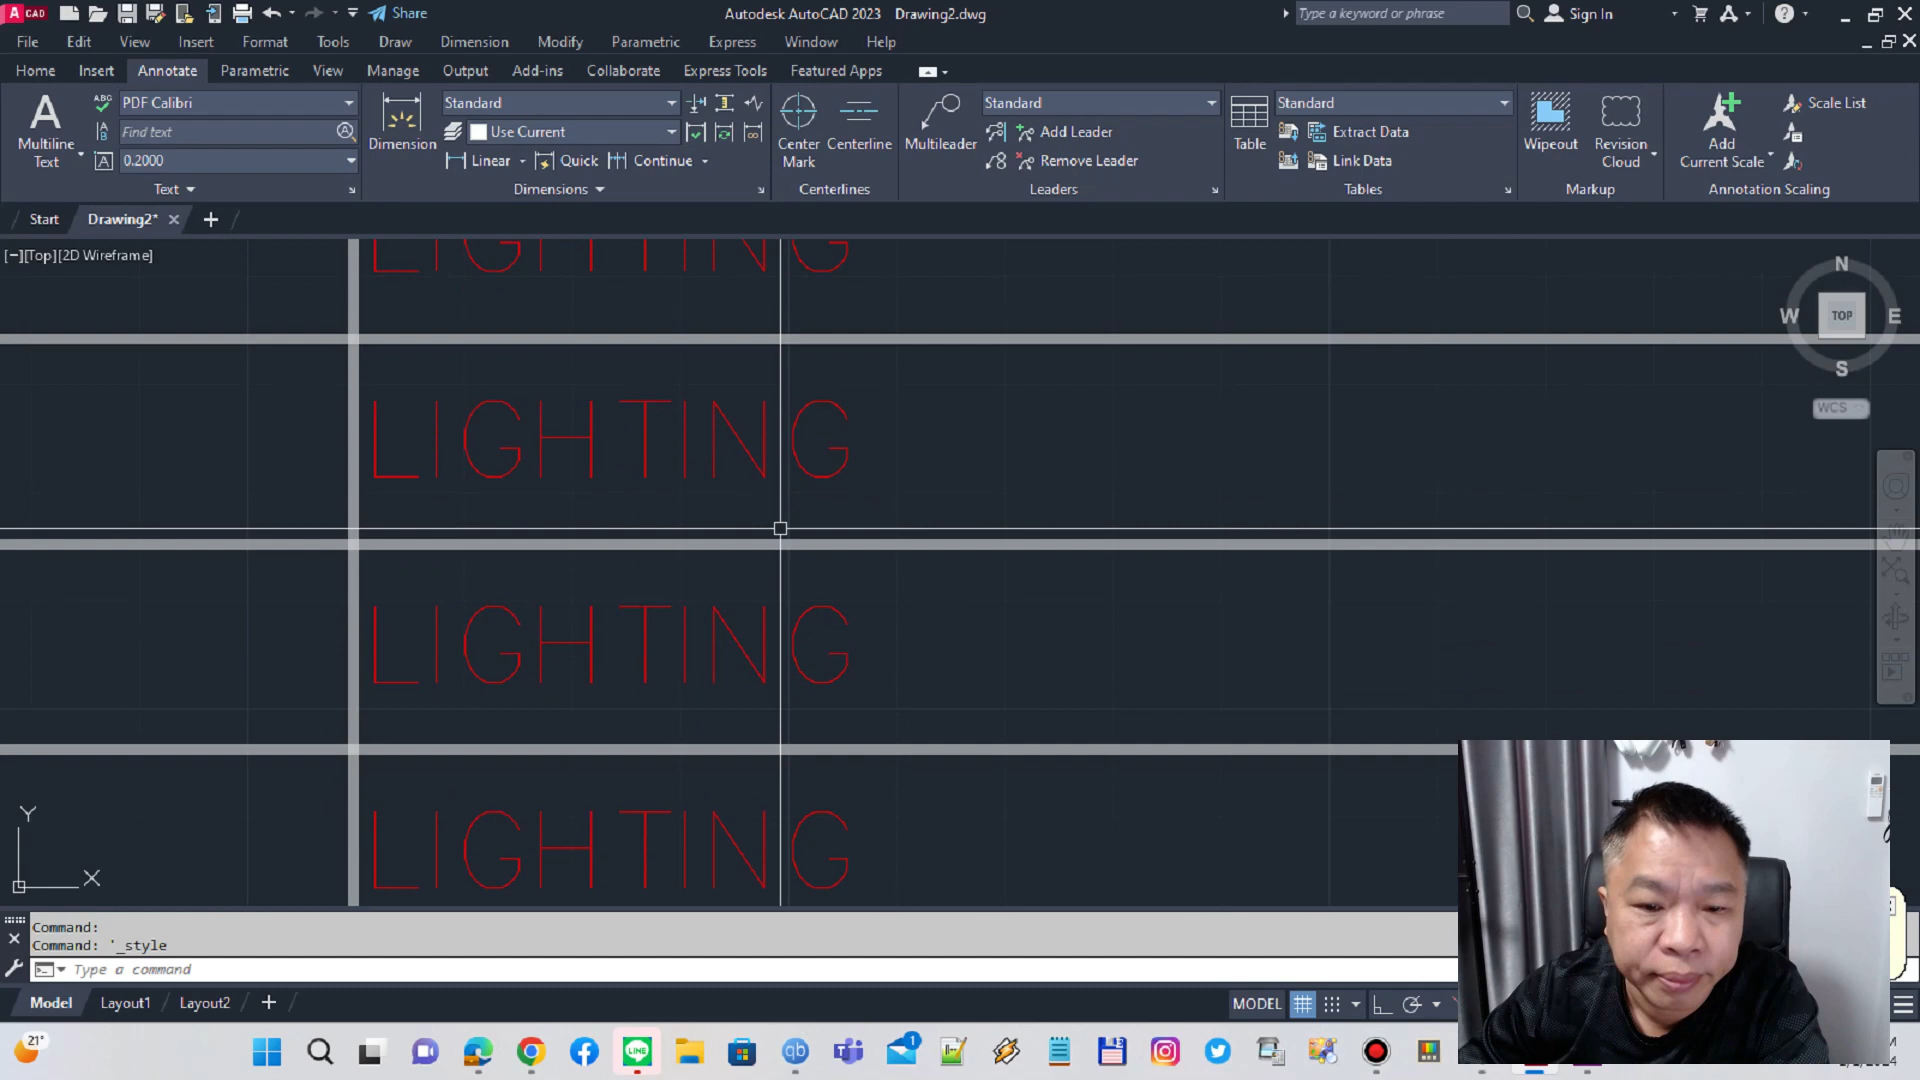 A CAD Share Autodesk AutoCAD 2023 Drawing2.dwg Type a keyword or phrase Sign In
File Edit View Insert Format Tools Draw Dimension Modify Parametric Express Window Help
Home Insert Annotate Parametric View Manage Output Add-ins Collaborate Express Tools Featured Apps
ABC PDF Calibri Standard Standard Standard Scale List
Find text Use Current Add Leader Extract Data
Multiline Text Dimension Center Mark Centerline Multileader Table Wipeout Revision Cloud Add Current Scale
0.2000 Linear Quick Continue Remove Leader Link Data
Text Dimensions Centerlines Leaders Tables Markup Annotation Scaling
Start Drawing2*
[−][Top][2D Wireframe]
LIGHTING
N
W TOP E
S
WCS
LIGHTING
LIGHTING
LIGHTING
Y
X
Command:
Command: '_style
Type a command
Model Layout1 Layout2 MODEL
21°